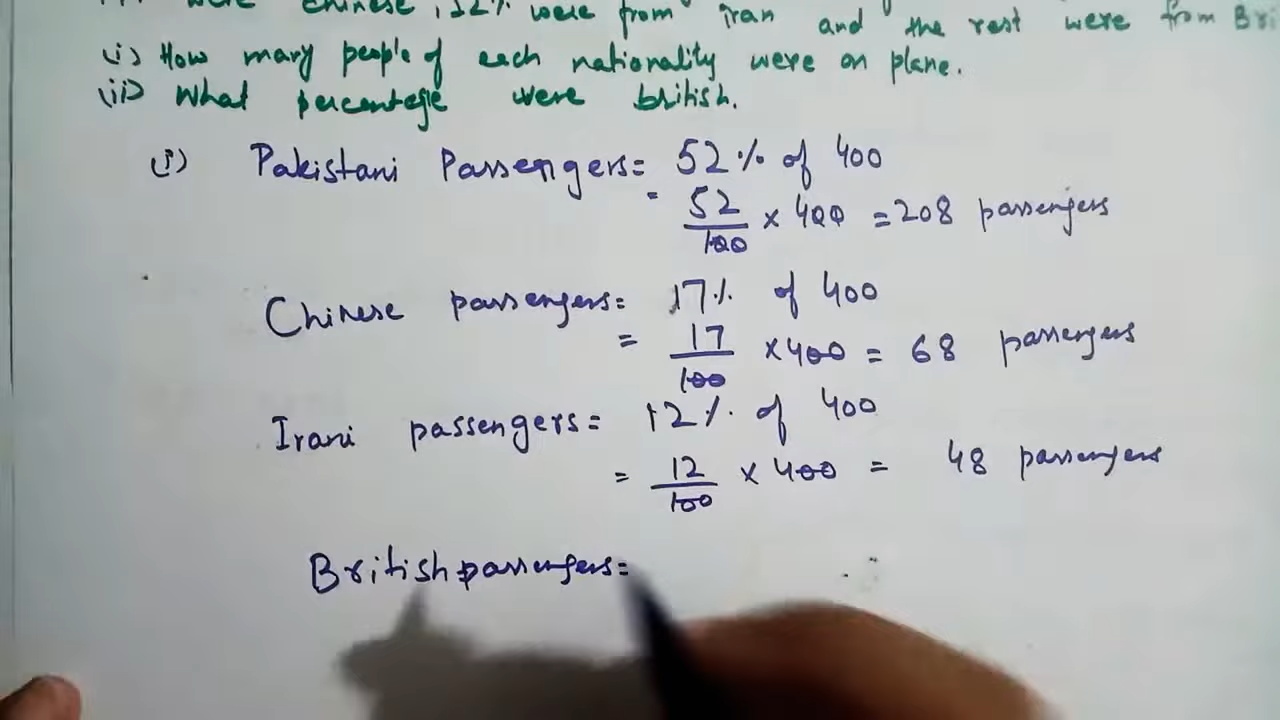 were chinese, 12% were from iran and the rest were from Bri
(i) How many people of each nationality were on plane.
(ii) What percentage were british.
(i) Pakistani Passengers = 52% of 400
= 52/100 × 400 = 208 passengers
Chinese passengers = 17% of 400
= 17/100 × 400 = 68 passengers
Irani passengers = 12% of 400
= 12/100 × 400 = 48 passengers
British passengers =